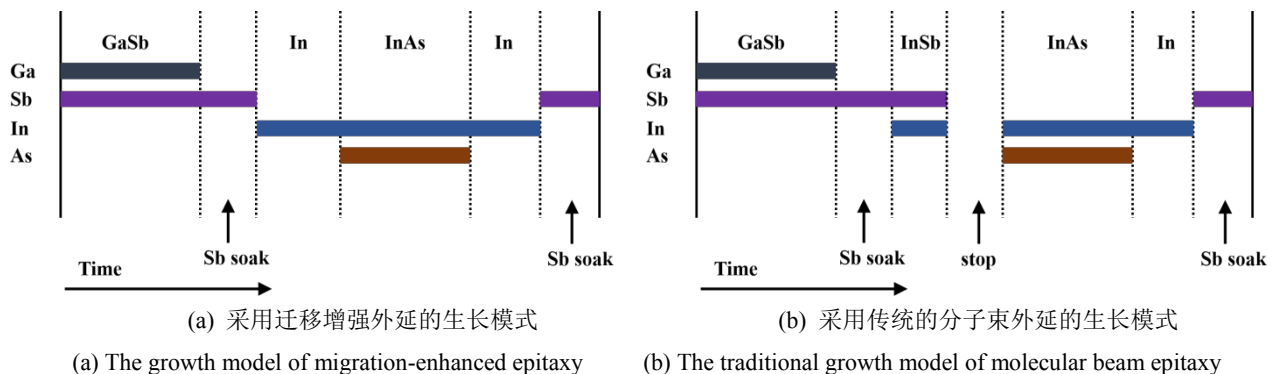 GaSb In InAs In
Ga
Sb
In
As
Sb soak Sb soak
Time
(a) 采用迁移增强外延的生长模式
(a) The growth model of migration-enhanced epitaxy
GaSb InSb InAs In
Ga
Sb
In
As
Sb soak stop Sb soak
Time
(b) 采用传统的分子束外延的生长模式
(b) The traditional growth model of molecular beam epitaxy